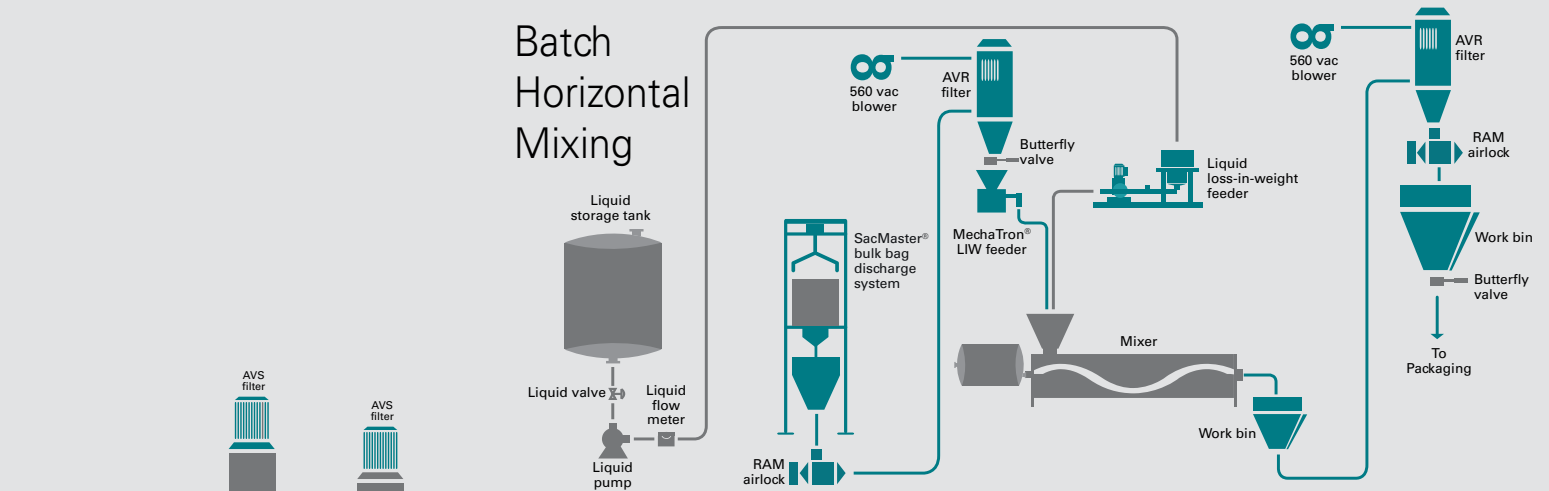 Batch
Horizontal
Mixing
560 vac
blower
AVR
filter
Butterfly
valve
MechaTron®
LIW feeder
Liquid
loss-in-weight
feeder
560 vac
blower
AVR
filter
RAM
airlock
Work bin
Butterfly
valve
To
Packaging
Liquid
storage tank
SacMaster®
bulk bag
discharge
system
Mixer
Liquid valve
Liquid
flow
meter
Liquid
pump
RAM
airlock
Work bin
AVS
filter
AVS
filter